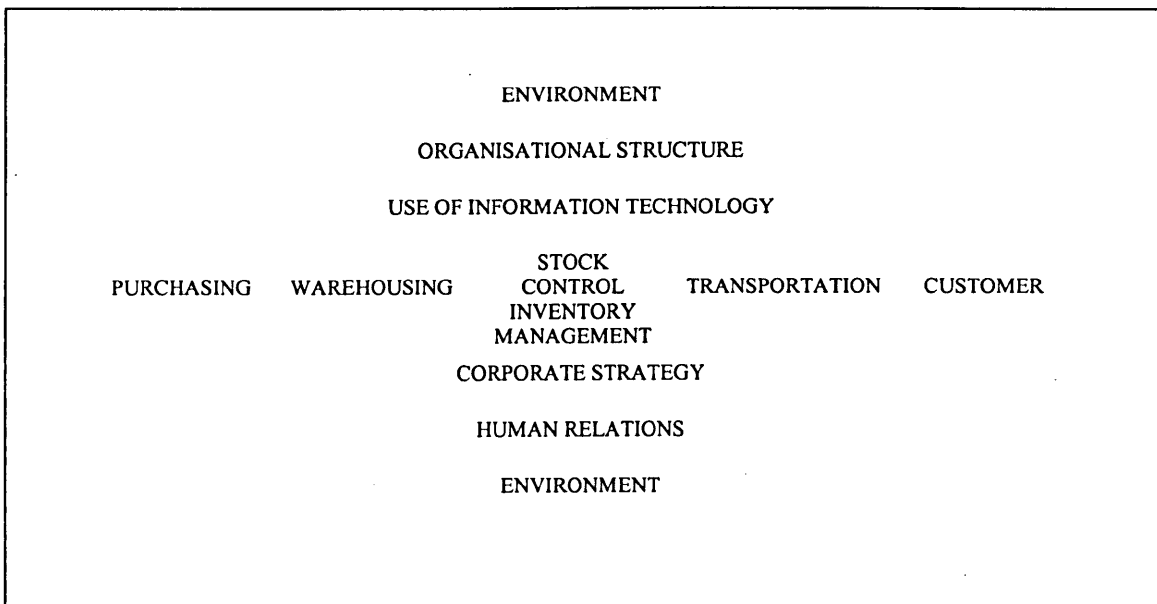 ENVIRONMENT
ORGANISATIONAL STRUCTURE
USE OF INFORMATION TECHNOLOGY
STOCK
PURCHASING WAREHOUSING CONTROL TRANSPORTATION CUSTOMER
INVENTORY
MANAGEMENT
CORPORATE STRATEGY
HUMAN RELATIONS
ENVIRONMENT